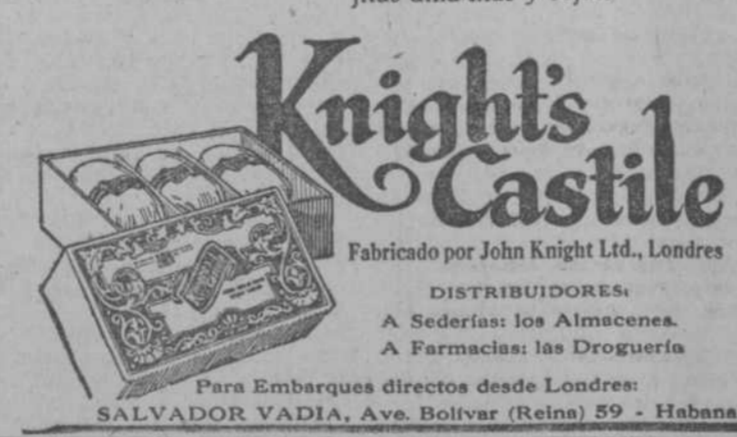 Knight's
Castile
Fabricado por John Knight Ltd., Londres
DISTRIBUIDORES:
A Sederías: los Almacenes.
A Farmacias: las Droguería
Para Embarques directos desde Londres:
SALVADOR VADIA, Ave. Bolívar (Reina) 59 - Habana